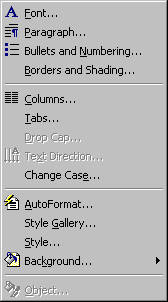 Font...
Paragraph...
Bullets and Numbering...
Borders and Shading...
Columns...
Tabs...
Drop Cap...
Text Direction...
Change Case...
AutoFormat...
Style Gallery...
Style...
Background...
Object...